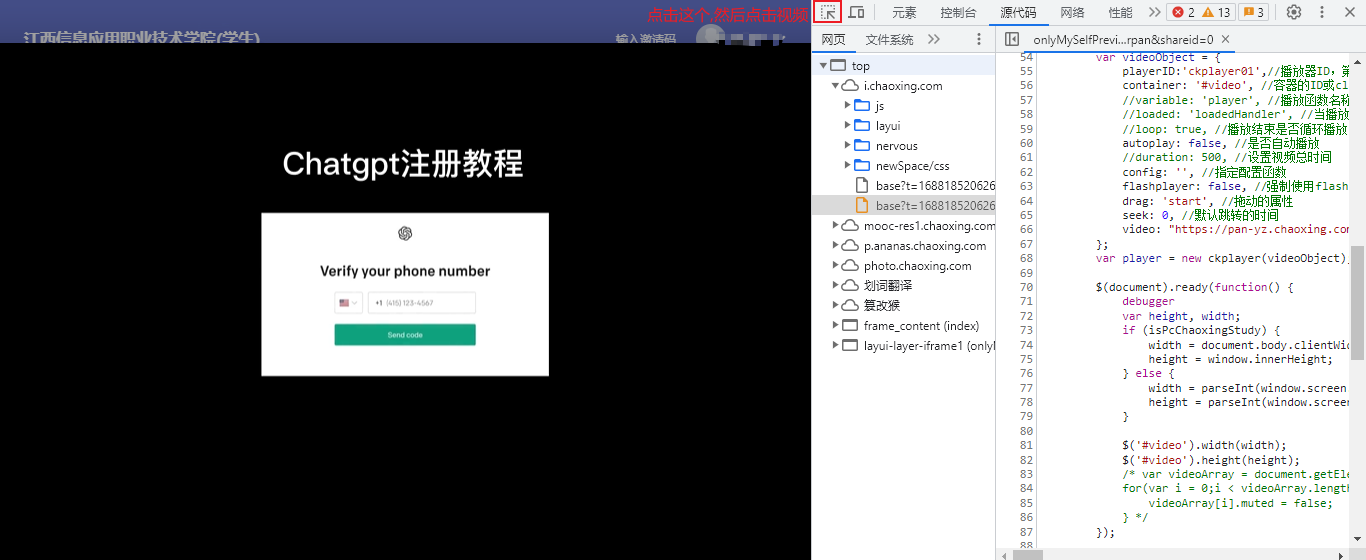 点击这个,然后点击视频
江西信息应用职业技术学院(学生)
输入邀请码
Chatgpt注册教程
Verify your phone number
+1 (415) 123-4567
Send code
元素 控制台 源代码 网络 性能 2 13 3
网页 文件系统
onlyMySelfPrevi...rpan&shareid=0
top
i.chaoxing.com
js
layui
nervous
newSpace/css
base?t=168818520626
base?t=168818520626
mooc-res1.chaoxing.com
p.ananas.chaoxing.com
photo.chaoxing.com
划词翻译
篡改猴
frame_content (index)
layui-layer-iframe1 (onlyM
54 var videoObject = {
55 playerID:'ckplayer01',//播放器ID，第
56 container: '#video', //容器的ID或cl
57 //variable: 'player', //播放函数名称
58 //loaded: 'loadedHandler', //当播放
59 //loop: true, //播放结束是否循环播放
60 autoplay: false, //是否自动播放
61 //duration: 500, //设置视频总时间
62 config: '', //指定配置函数
63 flashplayer: false, //强制使用flash
64 drag: 'start', //拖动的属性
65 seek: 0, //默认跳转的时间
66 video: "https://pan-yz.chaoxing.com
67 };
68 var player = new ckplayer(videoObject);
69
70 $(document).ready(function() {
71 debugger
72 var height, width;
73 if (isPcChaoxingStudy) {
74 width = document.body.clientWid
75 height = window.innerHeight;
76 } else {
77 width = parseInt(window.screen
78 height = parseInt(window.screen
79 }
80
81 $('#video').width(width);
82 $('#video').height(height);
83 /* var videoArray = document.getEle
84 for(var i = 0;i < videoArray.length
85 videoArray[i].muted = false;
86 } */
87 });
88